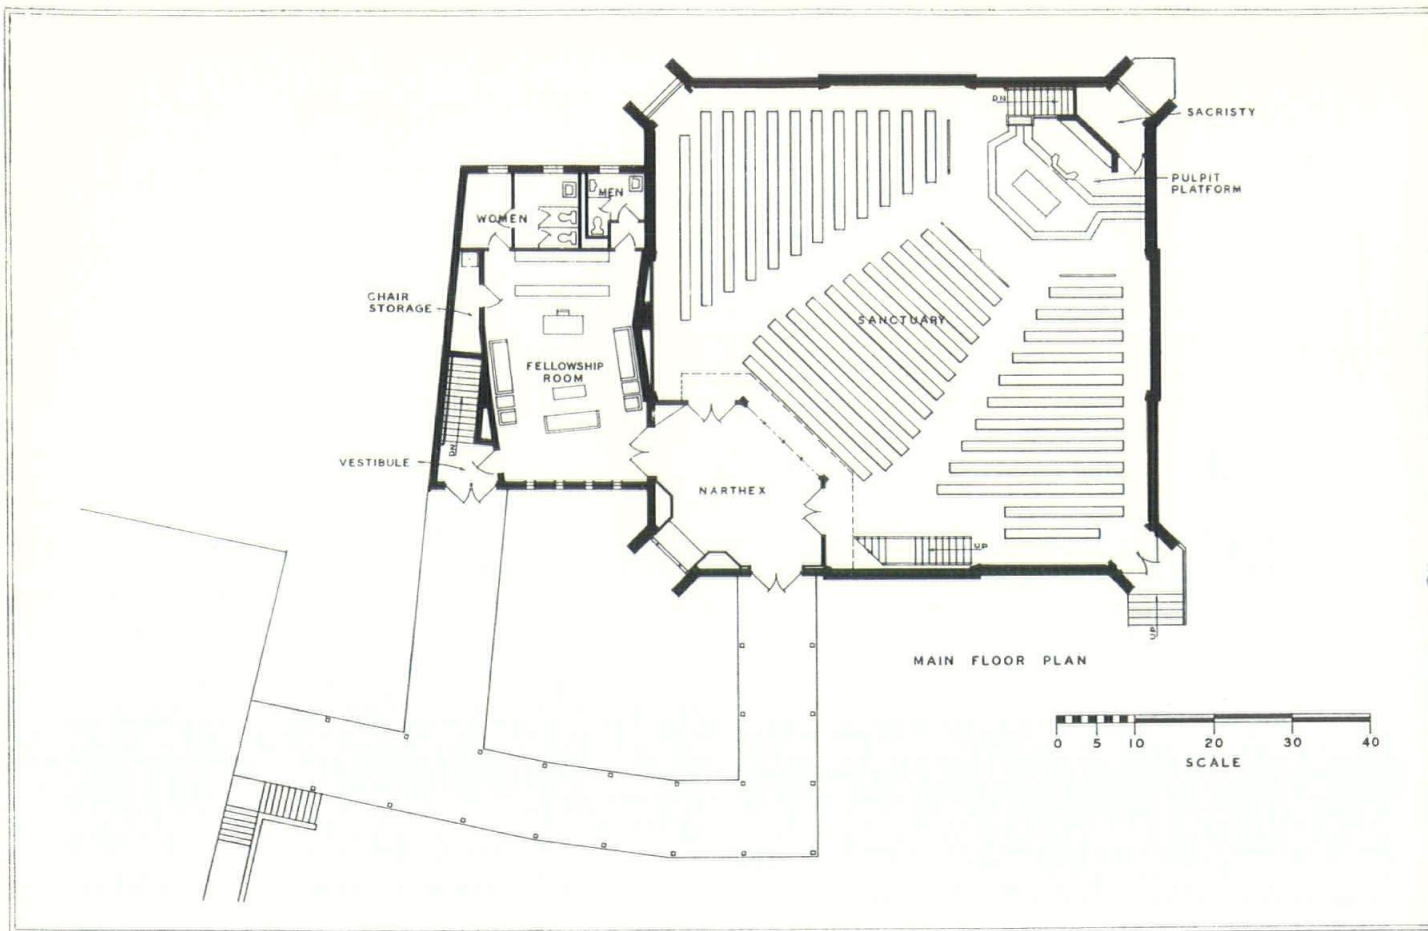 DN
SACRISTY
PULPIT
PLATFORM
MEN
WOMEN
CHAIR
STORAGE
SANCTUARY
FELLOWSHIP
ROOM
DN
VESTIBULE
NARTHEX
UP
UP
MAIN FLOOR PLAN
0 5 10 20 30 40
SCALE